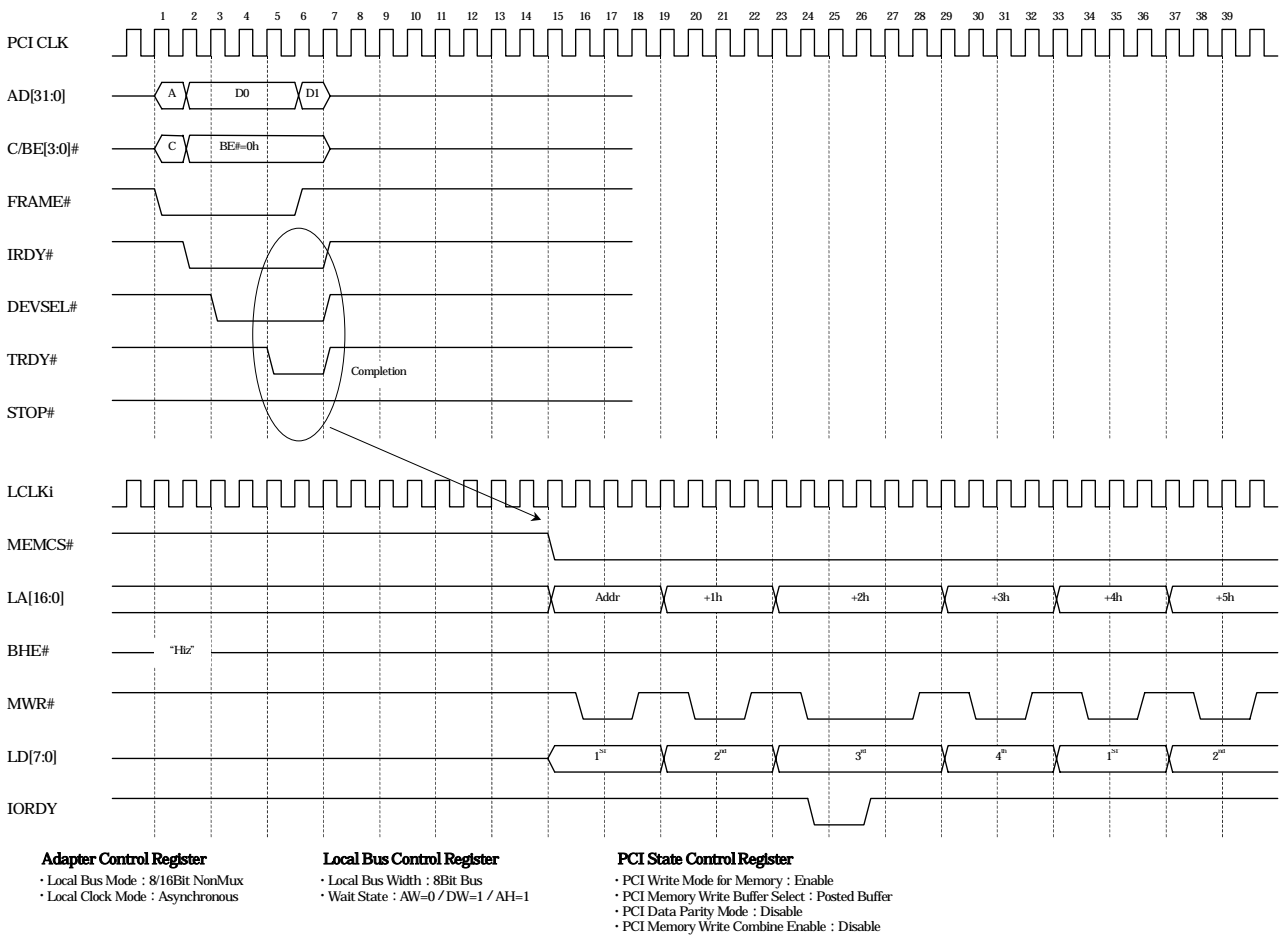 1 2 3 4 5 6 7 8 9 10 11 12 13 14 15 16 17 18 19 20 21 22 23 24 25 26 27 28 29 30 31 32 33 34 35 36 37 38 39
PCI CLK
AD[31:0] A D0 D1
C/BE[3:0]# C BE#=0h
FRAME#
IRDY#
DEVSEL#
TRDY#
Completion
STOP#
LCLKi
MEMCS#
LA[16:0] Addr +1h +2h +3h +4h +5h
BHE# "Hiz"
MWR#
LD[7:0] 1ST 2nd 3rd 4th 1ST 2nd
IORDY
Adapter Control Register
・Local Bus Mode：8/16Bit NonMux
・Local Clock Mode：Asynchronous
Local Bus Control Register
・Local Bus Width：8Bit Bus
・Wait State：AW=0／DW=1／AH=1
PCI State Control Register
・PCI Write Mode for Memory：Enable
・PCI Memory Write Buffer Select：Posted Buffer
・PCI Data Parity Mode：Disable
・PCI Memory Write Combine Enable：Disable